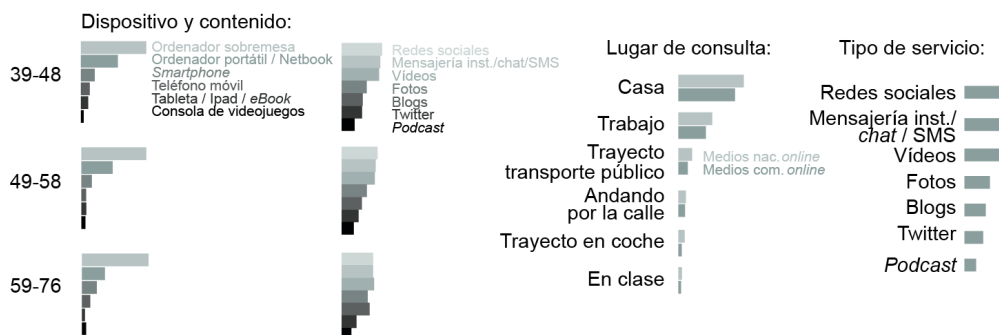 Dispositivo y contenido:
39-48
Ordenador sobremesa
Ordenador portátil / Netbook
Smartphone
Teléfono móvil
Tableta / Ipad / eBook
Consola de videojuegos
Redes sociales
Mensajería inst./chat/SMS
Vídeos
Fotos
Blogs
Twitter
Podcast
49-58
59-76
Lugar de consulta:
Casa
Trabajo
Trayecto
transporte público
Medios nac. online
Medios com. online
Andando
por la calle
Trayecto en coche
En clase
Tipo de servicio:
Redes sociales
Mensajería inst./
chat / SMS
Vídeos
Fotos
Blogs
Twitter
Podcast